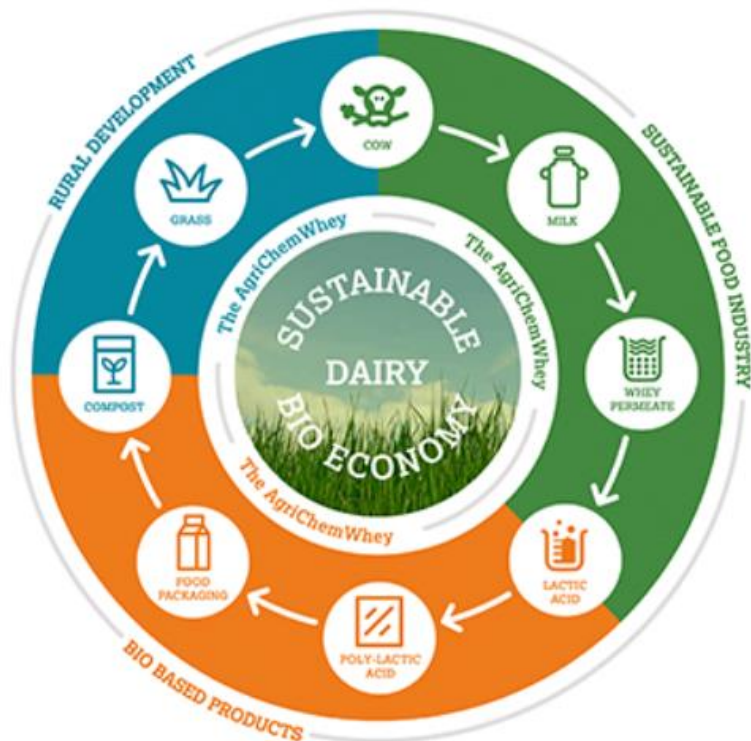 RURAL DEVELOPMENT
SUSTAINABLE FOOD INDUSTRY
BIO BASED PRODUCTS
COW
MILK
WHEY
PERMEATE
LACTIC
ACID
POLY-LACTIC
ACID
FOOD
PACKAGING
COMPOST
GRASS
The AgriChemWhey
The AgriChemWhey
The AgriChemWhey
SUSTAINABLE
DAIRY
BIO ECONOMY